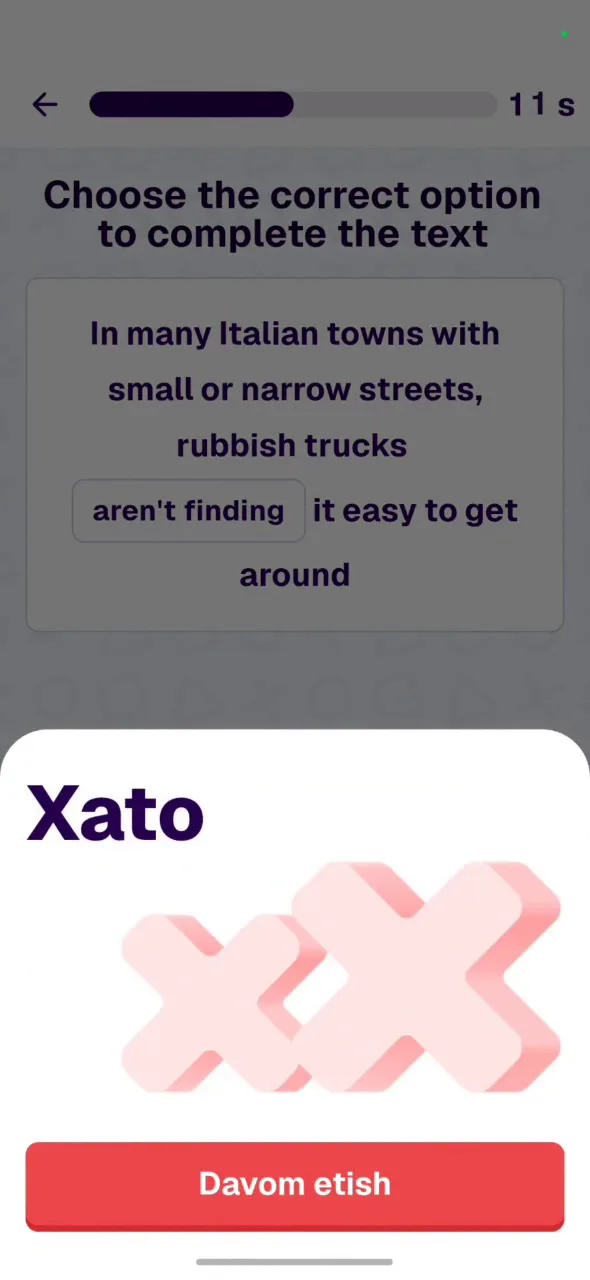 11 s
Choose the correct option
to complete the text
In many Italian towns with
small or narrow streets,
rubbish trucks
aren't finding it easy to get
around
Xato
Davom etish